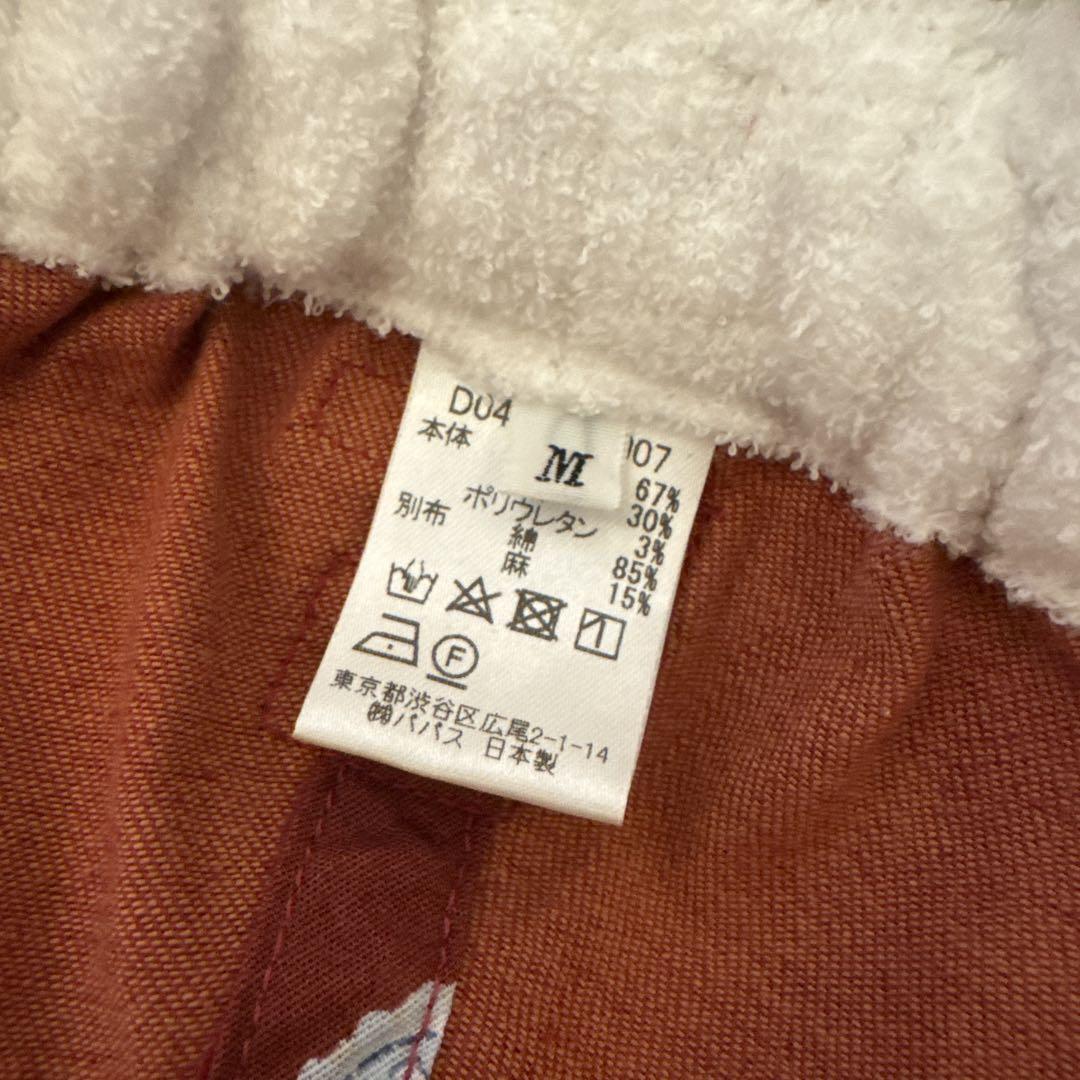 D04 007
本体 67%
30%
ポリウレタン 3%
別布 綿 85%
麻 15%
M
F
東京都渋谷区広尾2-1-14
㈱パパス 日本製